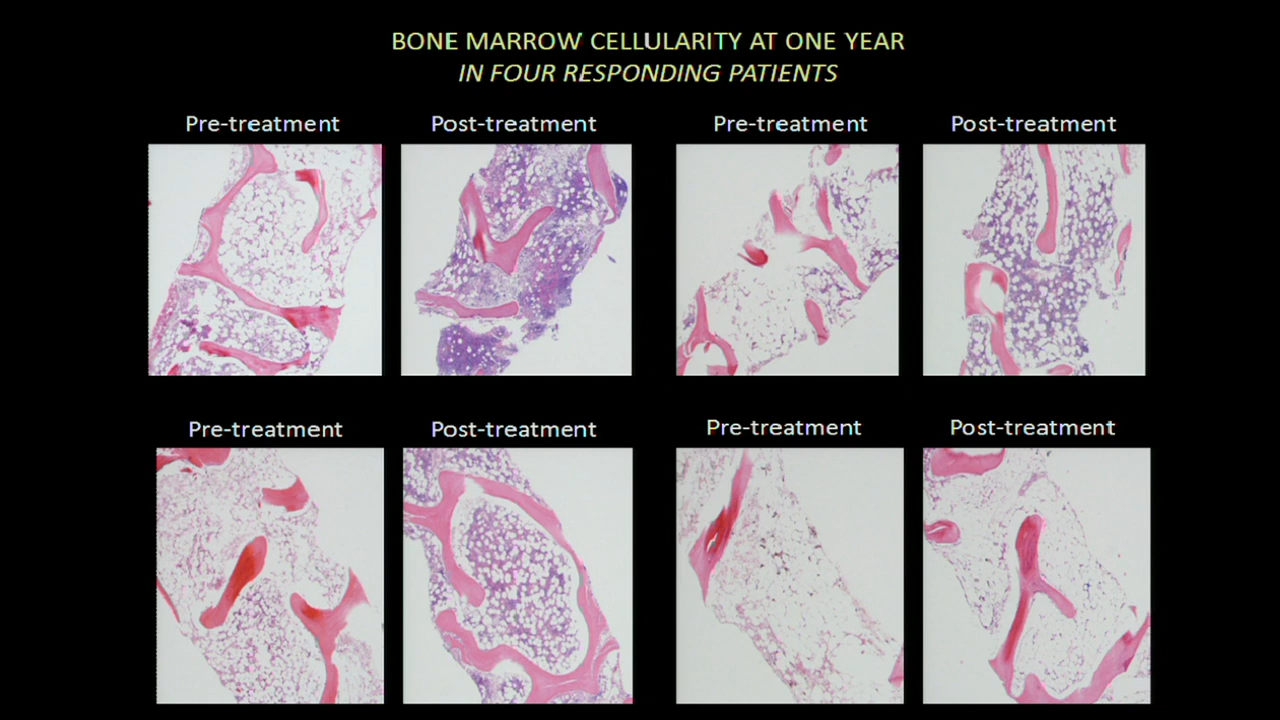 BONE MARROW CELLULARITY AT ONE YEAR
IN FOUR RESPONDING PATIENTS
Pre-treatment Post-treatment Pre-treatment Post-treatment
Pre-treatment Post-treatment Pre-treatment Post-treatment